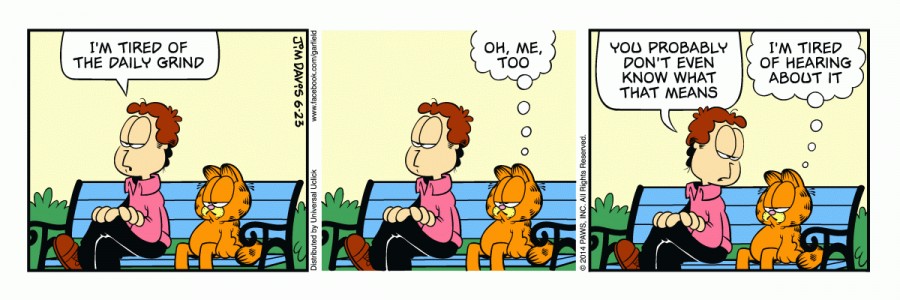 I'M TIRED OF
THE DAILY GRIND
JIM DAVIS 6-23
www.facebook.com/garfield
Distributed by Universal Uclick
OH, ME,
TOO
© 2014 PAWS, INC. All Rights Reserved.
YOU PROBABLY
DON'T EVEN
KNOW WHAT
THAT MEANS
I'M TIRED
OF HEARING
ABOUT IT